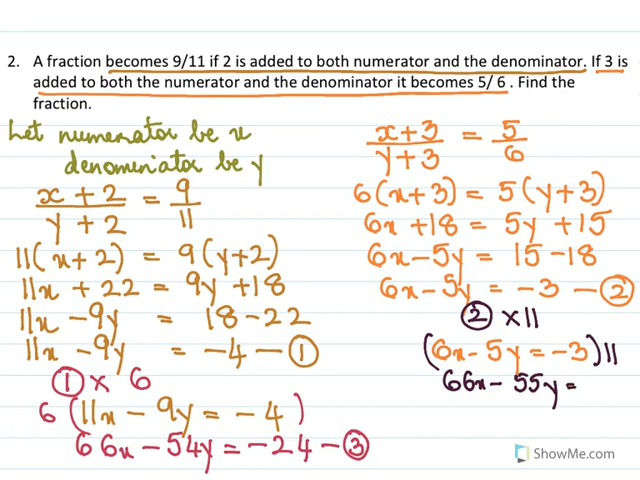 2. A fraction becomes 9/11 if 2 is added to both numerator and the denominator. If 3 is
added to both the numerator and the denominator it becomes 5/ 6 . Find the
fraction.
Let numerator be x
denominator be y
x + 2 / y + 2 = 9 / 11
11(x + 2) = 9(y+2)
11x + 22 = 9y + 18
11x - 9y = 18 - 22
11x - 9y = -4 - ①
① × 6
6(11x - 9y = -4)
66x - 54y = -24 - ③
x+3 / y+3 = 5 / 6
6(x+3) = 5(y+3)
6x + 18 = 5y + 15
6x - 5y = 15 - 18
6x - 5y = -3 - ②
② × 11
(6x - 5y = -3)11
66x - 55y =
ShowMe.com